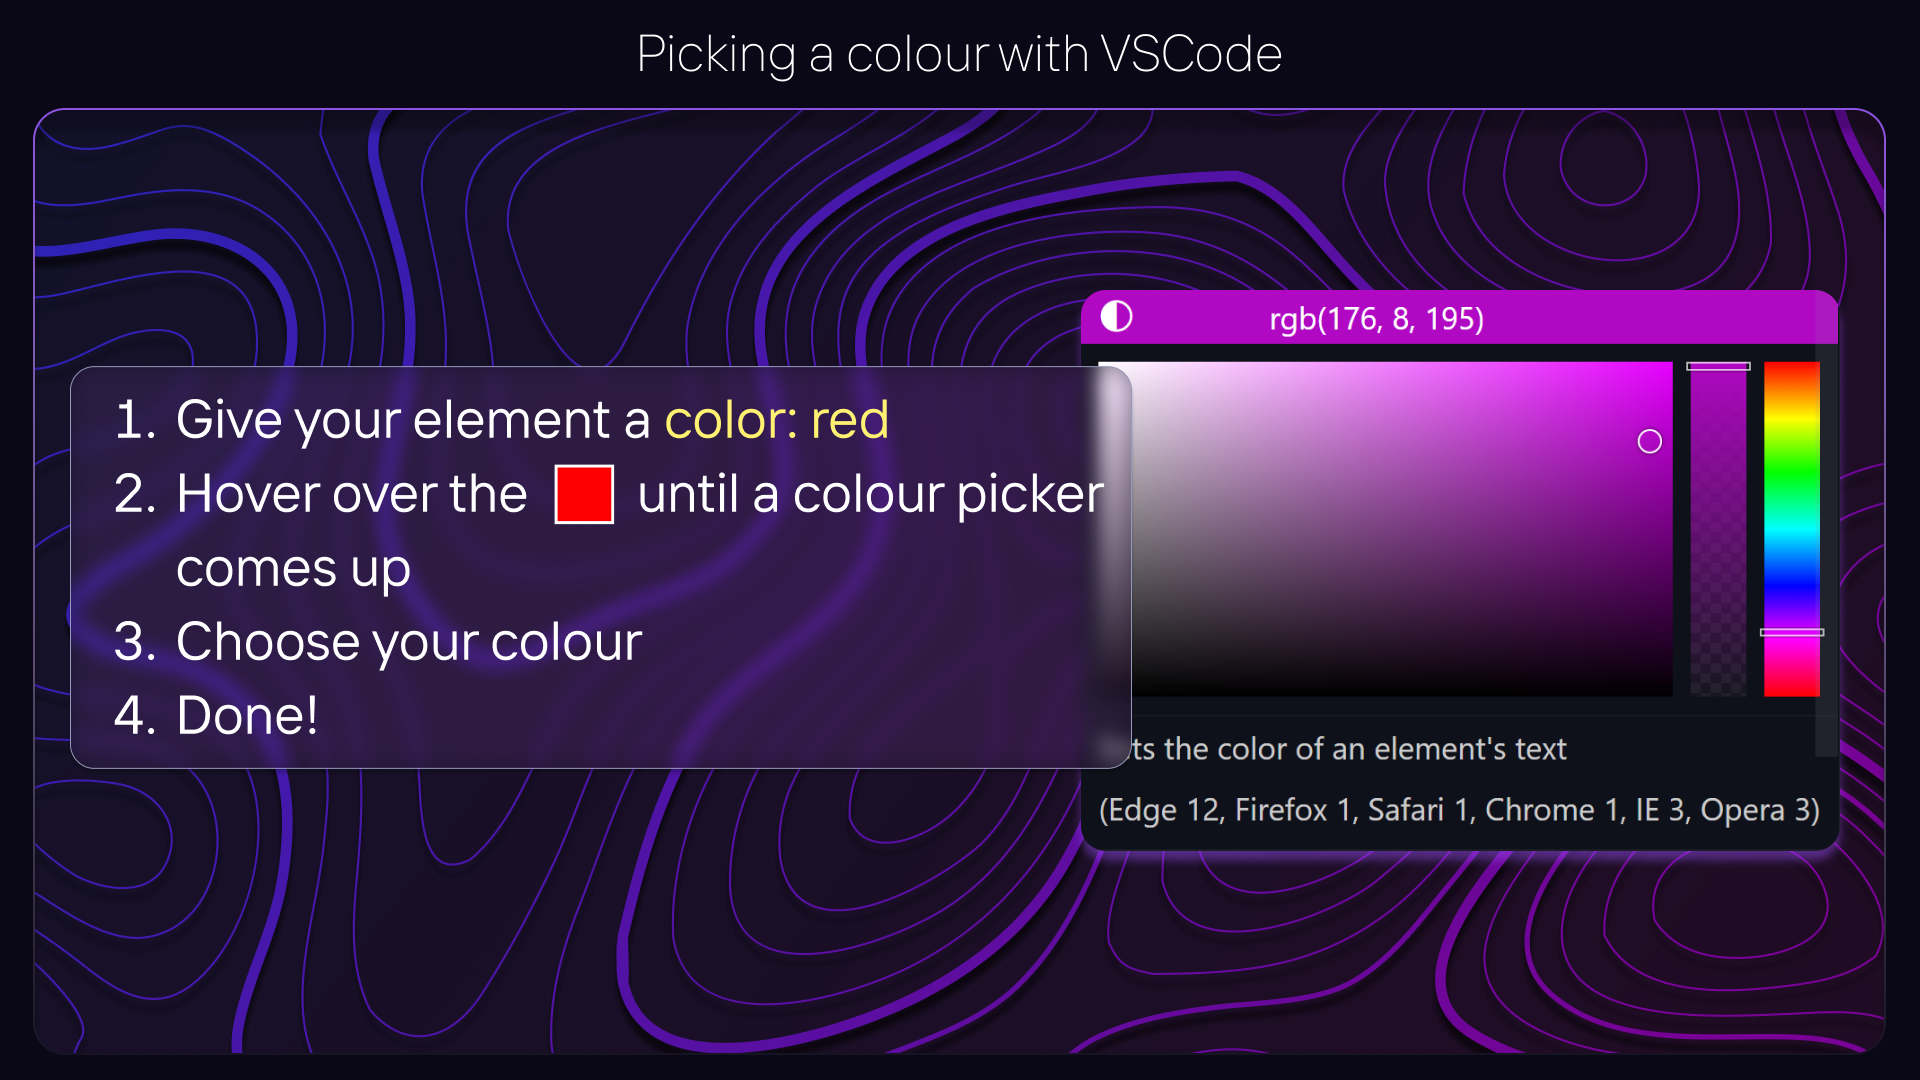 Picking a colour with VSCode
1. Give your element a color: red
2. Hover over the until a colour picker
comes up
3. Choose your colour
4. Done!
rgb(176, 8, 195)
ts the color of an element's text
(Edge 12, Firefox 1, Safari 1, Chrome 1, IE 3, Opera 3)